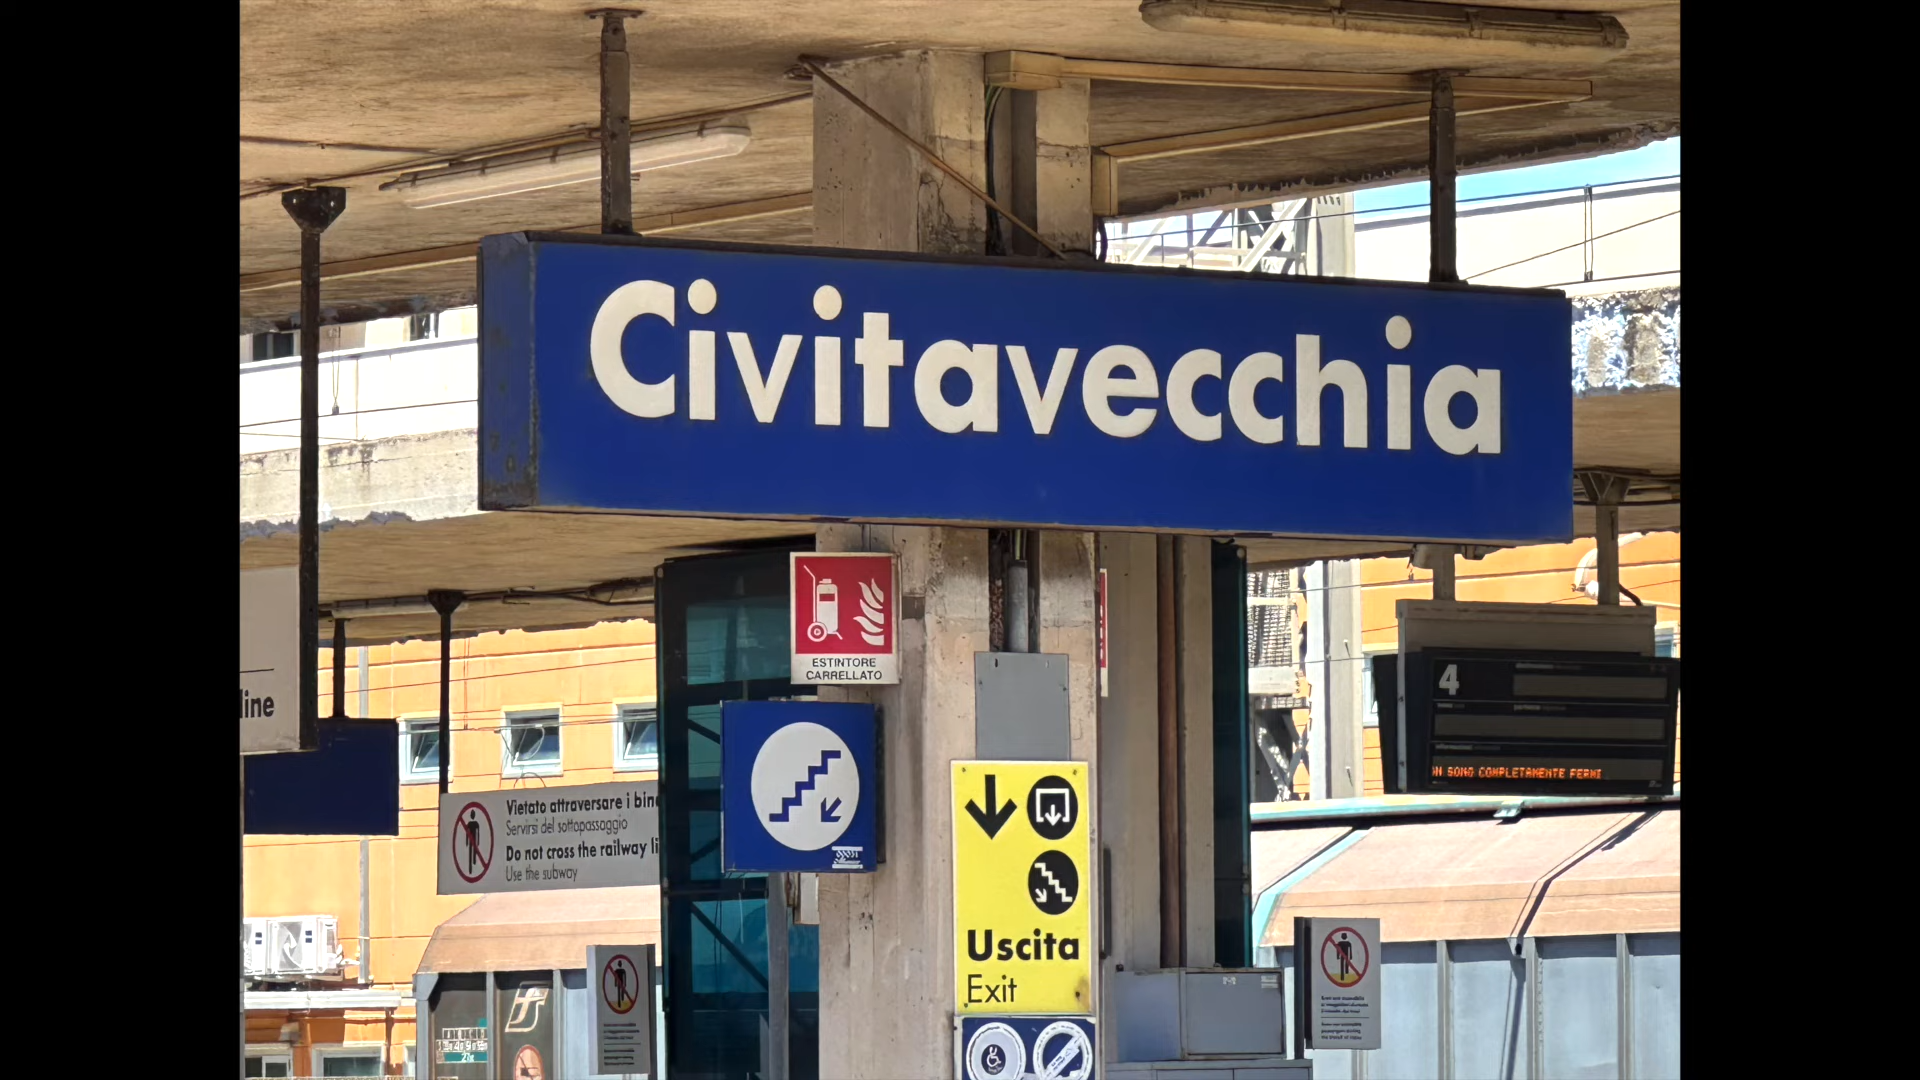 Civitavecchia
ESTINTORE
CARRELLATO
line
4
ON SONO COMPLETAMENTE FERMI
Vietato attraversare i bin
Servirsi del sottopassaggio
Do not cross the railway li
Use the subway
Uscita
Exit